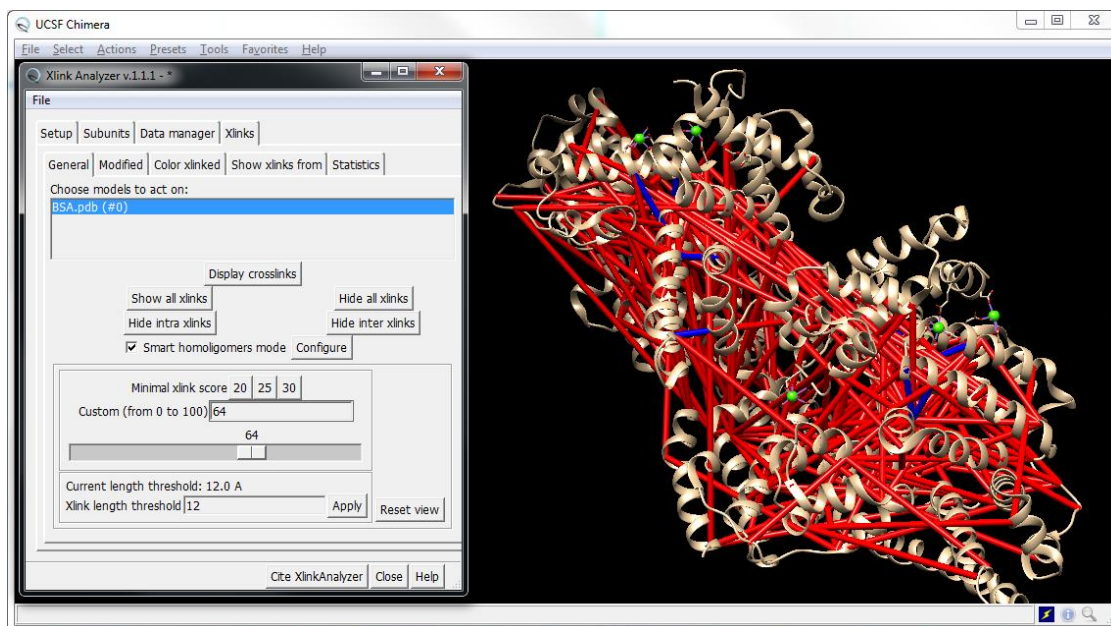 UCSF Chimera
File Select Actions Presets Tools Favorites Help
Xlink Analyzer v.1.1.1 - *
File
Setup Subunits Data manager Xlinks
General Modified Color xlinked Show xlinks from Statistics
Choose models to act on:
BSA.pdb (#0)
Display crosslinks
Show all xlinks Hide all xlinks
Hide intra xlinks Hide inter xlinks
Smart homoligomers mode Configure
Minimal xlink score 20 25 30
Custom (from 0 to 100) 64
64
Current length threshold: 12.0 A
Xlink length threshold 12 Apply Reset view
Cite XlinkAnalyzer Close Help